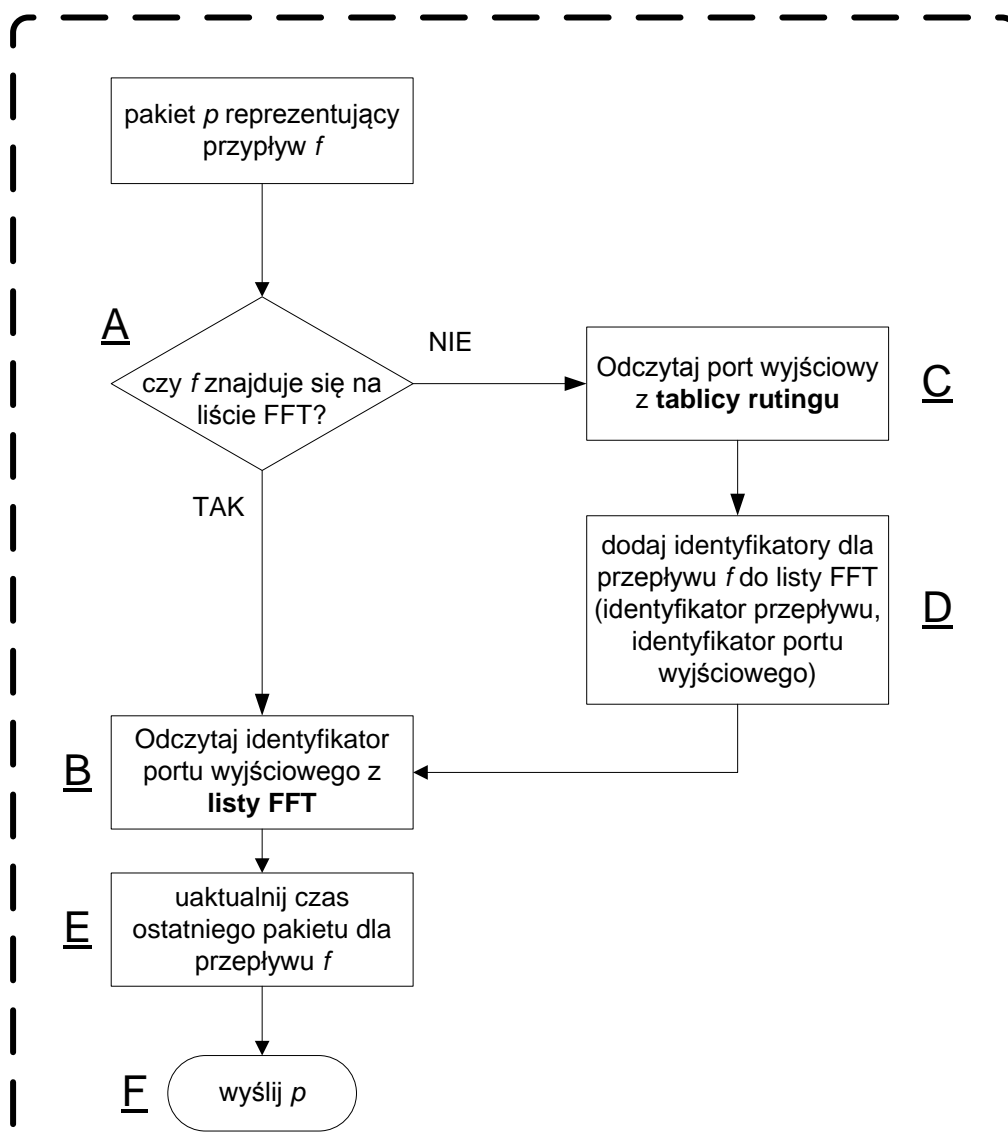 pakiet p reprezentujący
przypływ f
A
czy f znajduje się na
liście FFT?
NIE
TAK
Odczytaj port wyjściowy
z tablicy rutingu
C
dodaj identyfikatory dla
przepływu f do listy FFT
(identyfikator przepływu,
identyfikator portu
wyjściowego)
D
B
Odczytaj identyfikator
portu wyjściowego z
listy FFT
E
uaktualnij czas
ostatniego pakietu dla
przepływu f
F
wyślij p